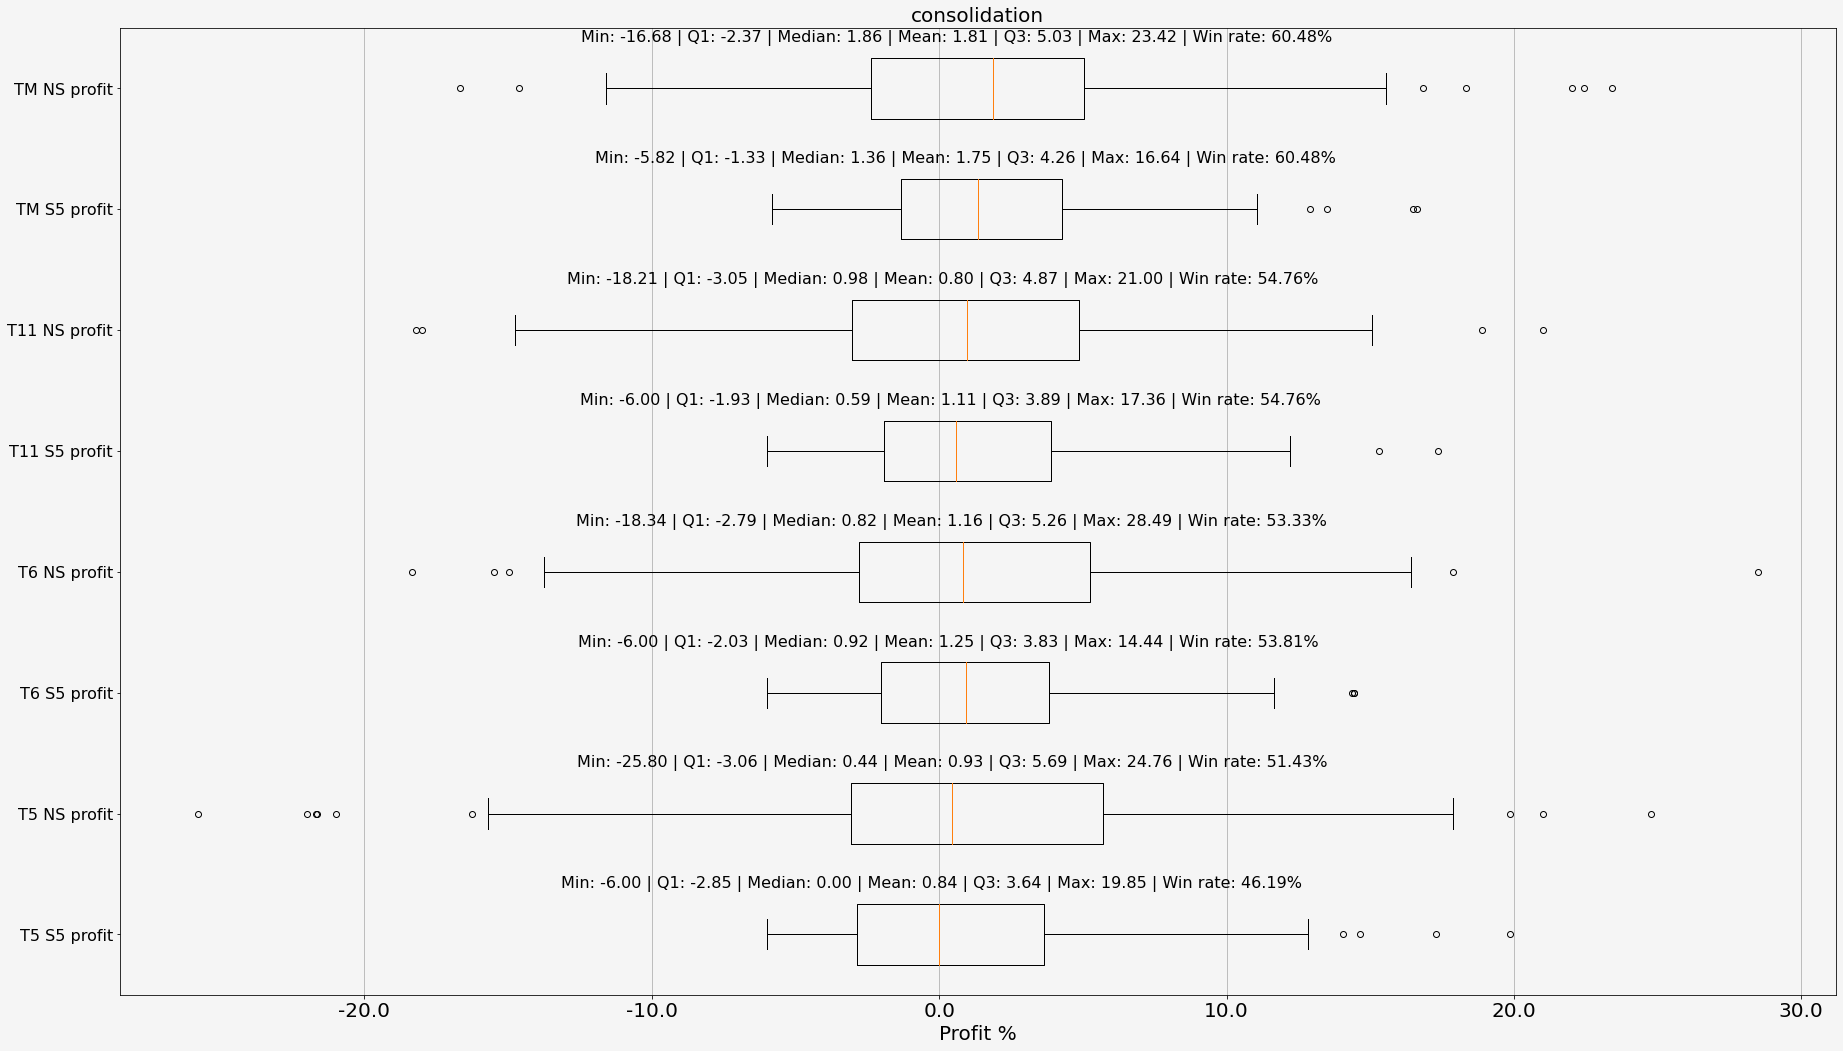 consolidation
Min: -16.68 | Q1: -2.37 | Median: 1.86 | Mean: 1.81 | Q3: 5.03 | Max: 23.42 | Win rate: 60.48%
TM NS profit
Min: -5.82 | Q1: -1.33 | Median: 1.36 | Mean: 1.75 | Q3: 4.26 | Max: 16.64 | Win rate: 60.48%
TM S5 profit
Min: -18.21 | Q1: -3.05 | Median: 0.98 | Mean: 0.80 | Q3: 4.87 | Max: 21.00 | Win rate: 54.76%
T11 NS profit
Min: -6.00 | Q1: -1.93 | Median: 0.59 | Mean: 1.11 | Q3: 3.89 | Max: 17.36 | Win rate: 54.76%
T11 S5 profit
Min: -18.34 | Q1: -2.79 | Median: 0.82 | Mean: 1.16 | Q3: 5.26 | Max: 28.49 | Win rate: 53.33%
T6 NS profit
Min: -6.00 | Q1: -2.03 | Median: 0.92 | Mean: 1.25 | Q3: 3.83 | Max: 14.44 | Win rate: 53.81%
T6 S5 profit
Min: -25.80 | Q1: -3.06 | Median: 0.44 | Mean: 0.93 | Q3: 5.69 | Max: 24.76 | Win rate: 51.43%
T5 NS profit
Min: -6.00 | Q1: -2.85 | Median: 0.00 | Mean: 0.84 | Q3: 3.64 | Max: 19.85 | Win rate: 46.19%
T5 S5 profit
-20.0 -10.0 0.0 10.0 20.0 30.0
Profit %